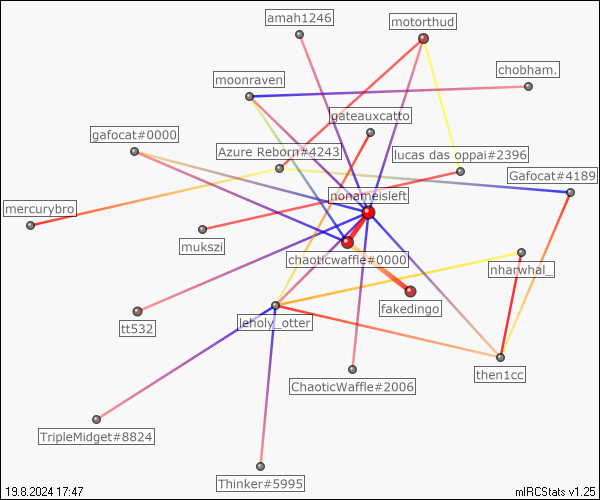 amah1246
motorthud
chobham.
moonraven
gateauxcatto
gafocat#0000
Azure Reborn#4243
lucas das oppai#2396
Gafocat#4189
nonameisleft
mercurybro
mukszi
chaoticwaffle#0000
nharwhal_
fakedingo
tt532
leholy_otter
then1cc
ChaoticWaffle#2006
TripleMidget#8824
Thinker#5995
19.8.2024 17:47
mIRCStats v1.25